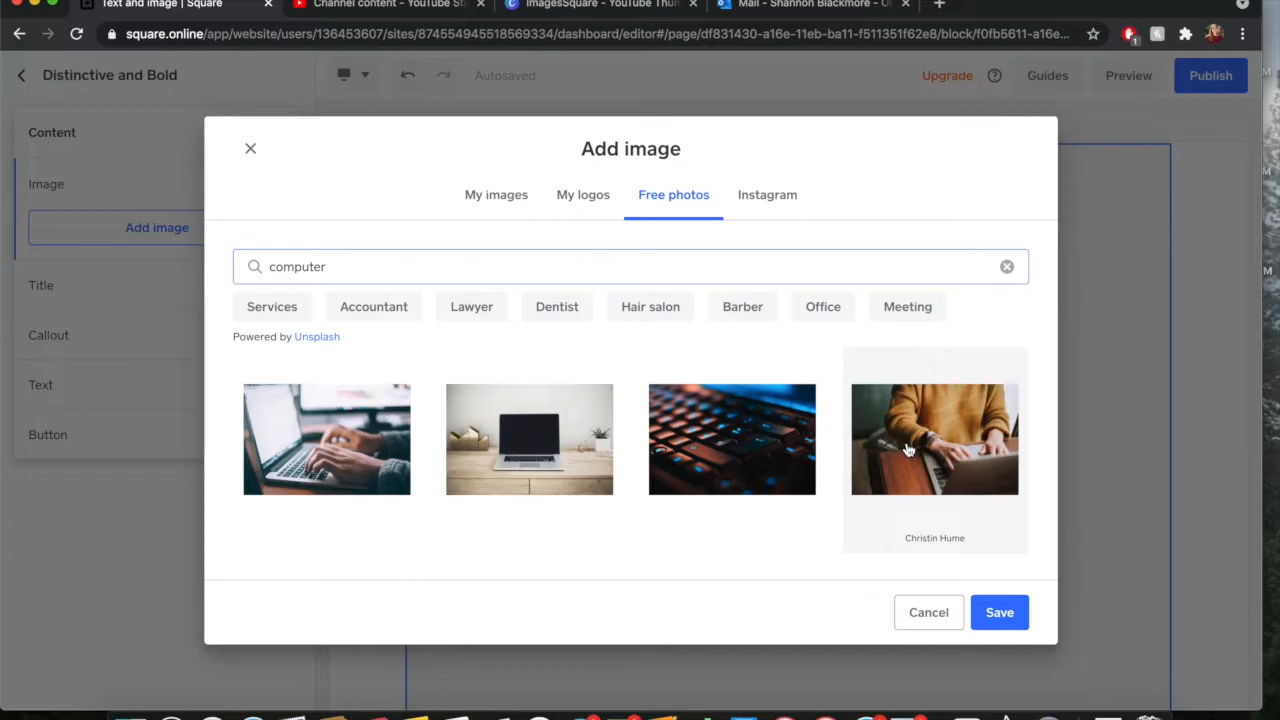 Text and image | Square
Channel content - YouTube St
ImagesSquare - YouTube Thu
Mail - Shannon Blackmore - O
square.online/app/website/users/136453607/sites/874554945518569334/dashboard/editor#/page/df831430-a16e-11eb-ba11-f511351f62e8/block/f0fb5611-a16e...
1
Distinctive and Bold
Autosaved
Upgrade
Guides
Preview
Publish
Content
Image
Add image
Title
Callout
Text
Button
Add image
My images
My logos
Free photos
Instagram
computer
Services
Accountant
Lawyer
Dentist
Hair salon
Barber
Office
Meeting
Powered by Unsplash
Christin Hume
Cancel
Save
M
M
M